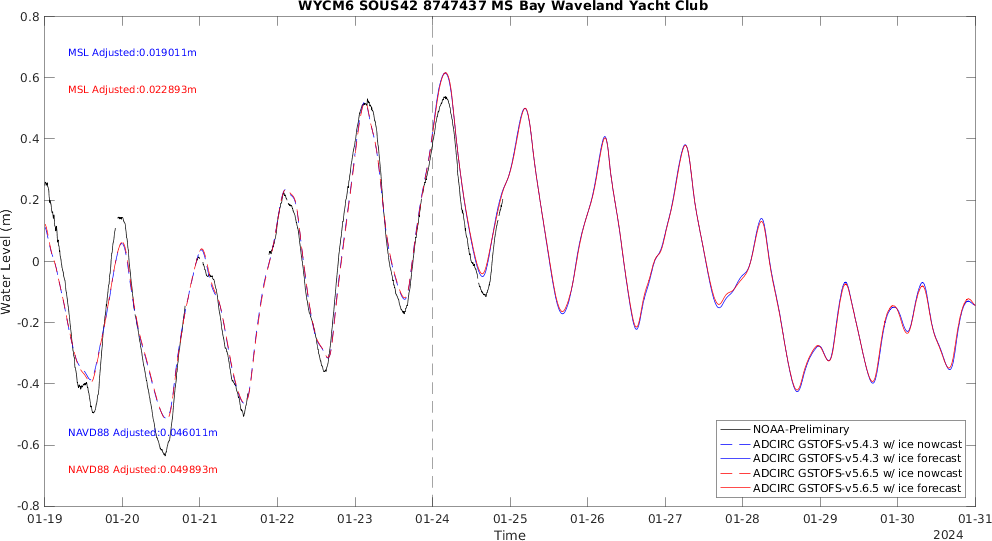 WYCM6 SOUS42 8747437 MS Bay Waveland Yacht Club
0.8
0.6
0.4
0.2
0
-0.2
-0.4
-0.6
-0.8
Water Level (m)
MSL Adjusted:0.019011m
MSL Adjusted:0.022893m
NAVD88 Adjusted:0.046011m
NAVD88 Adjusted:0.049893m
NOAA-Preliminary
ADCIRC GSTOFS-v5.4.3 w/ ice nowcast
ADCIRC GSTOFS-v5.4.3 w/ ice forecast
ADCIRC GSTOFS-v5.6.5 w/ ice nowcast
ADCIRC GSTOFS-v5.6.5 w/ ice forecast
01-19 01-20 01-21 01-22 01-23 01-24 01-25 01-26 01-27 01-28 01-29 01-30 01-31
Time
2024